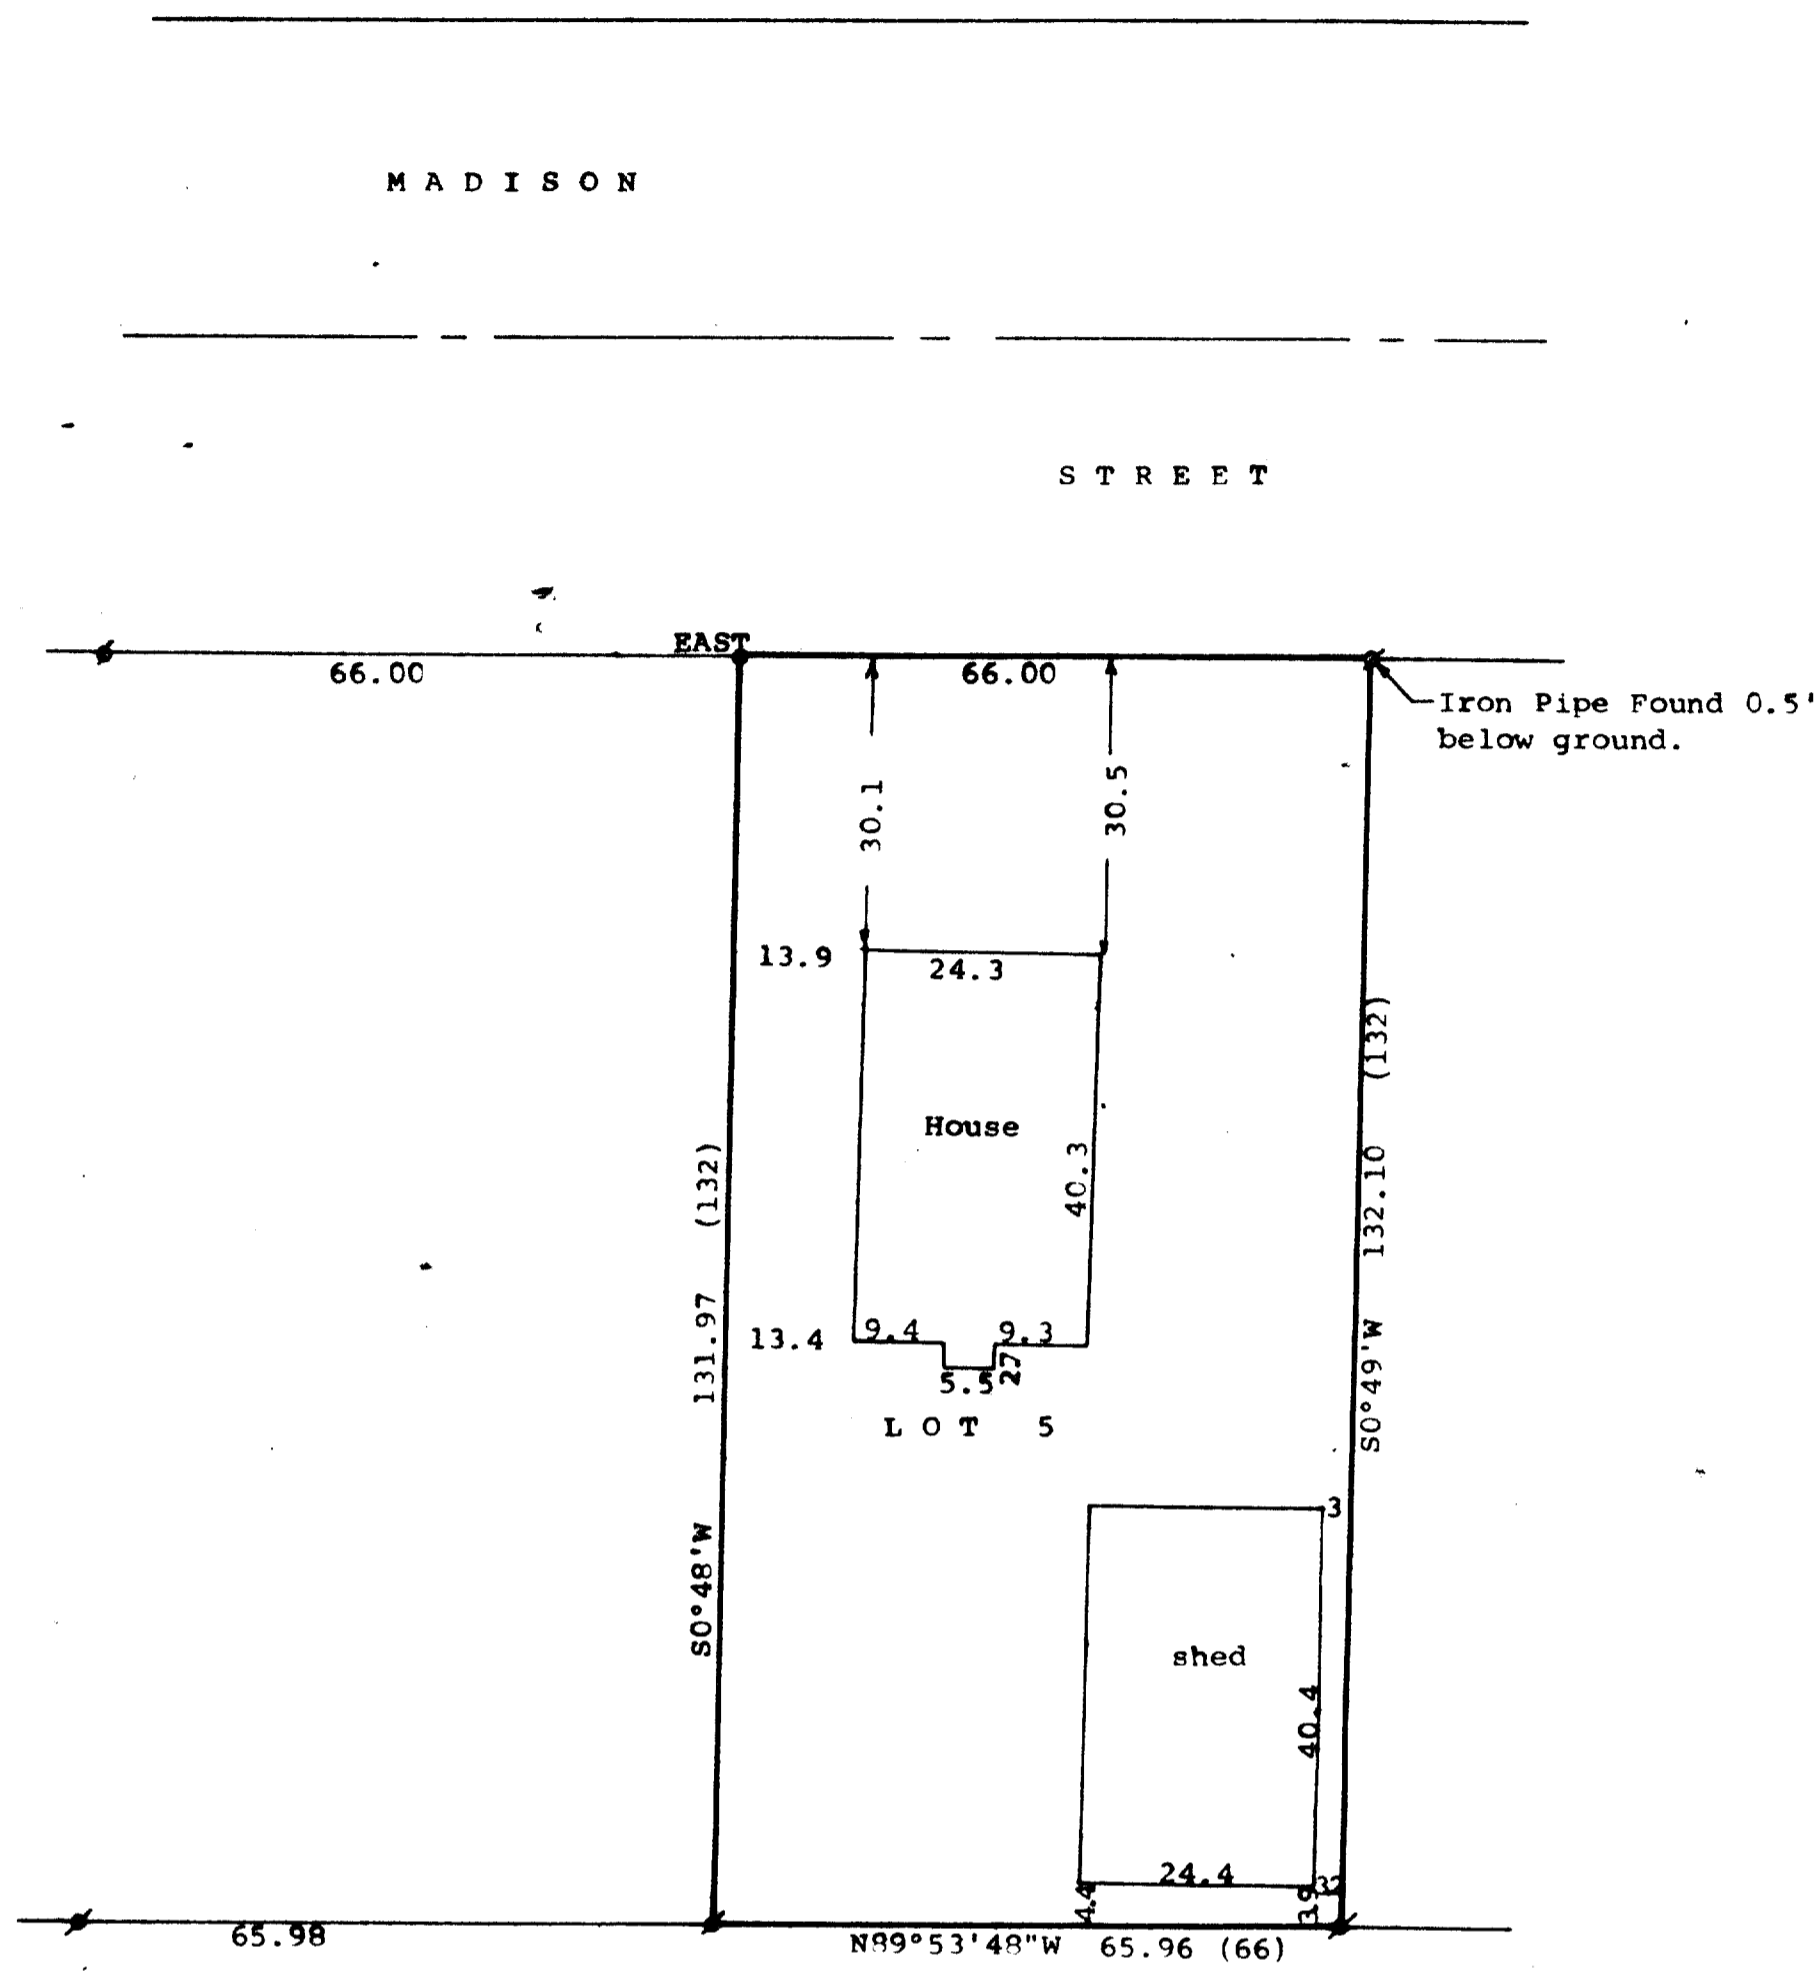 M A D I S O N
S T R E E T
EAST
66.00
66.00
Iron Pipe Found 0.5'
below ground.
30.1
30.5
13.9
24.3
House
40.3
(132)
132.10
S0°49'W
(132)
131.97
S0°48'W
13.4
9.4
9.3
5.5
27
L O T 5
3
shed
40.4
24.4
32
4.4
3.9
65.98
N89°53'48"W 65.96 (66)